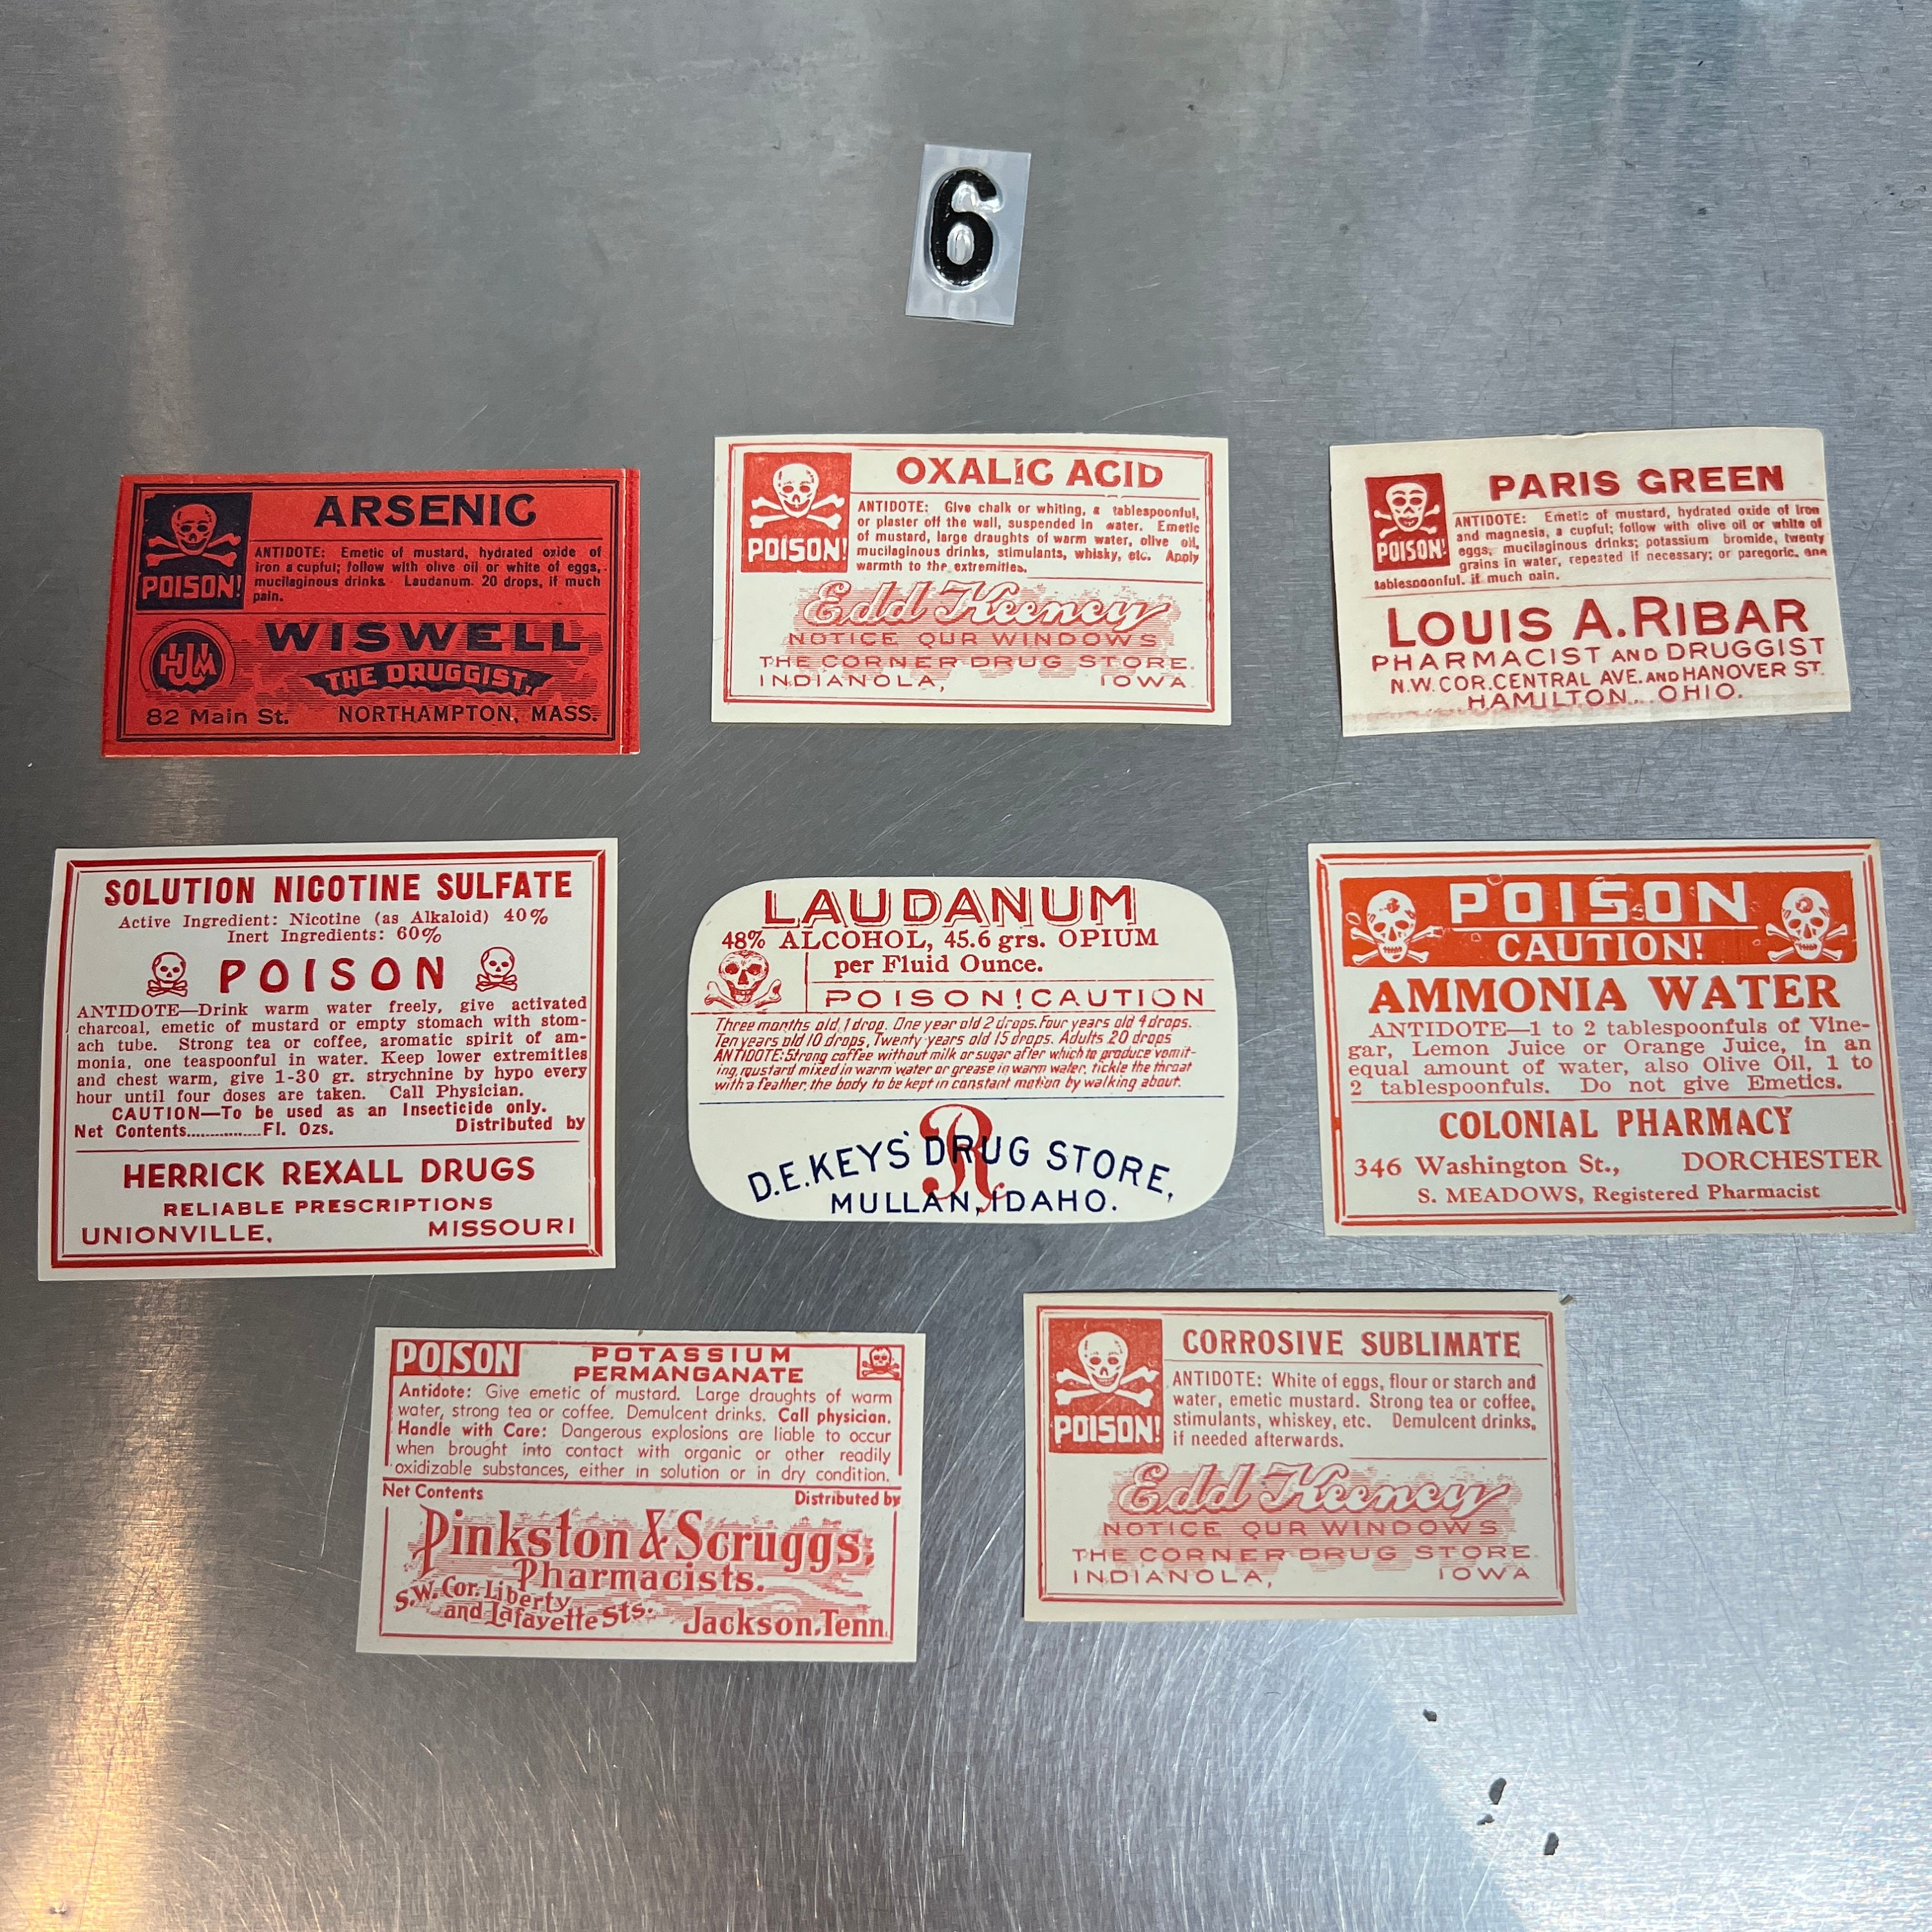 6
POISON!
ARSENIC
ANTIDOTE: Emetic of mustard, hydrated oxide of
iron a cupful; follow with olive oil or white of eggs,
mucilaginous drinks. Laudanum. 20 drops, if much
pain.
HJM
WISWELL
THE DRUGGIST,
82 Main St. NORTHAMPTON, MASS.
POISON!
OXALIC ACID
ANTIDOTE: Give chalk or whiting, a tablespoonful,
or plaster off the wall, suspended in water. Emetic
of mustard, large draughts of warm water, olive oil,
mucilaginous drinks, stimulants, whisky, etc. Apply
warmth to the extremities.
Edd Keeney
NOTICE OUR WINDOWS
THE CORNER DRUG STORE.
INDIANOLA, IOWA
POISON!
PARIS GREEN
ANTIDOTE: Emetic of mustard, hydrated oxide of iron
and magnesia, a cupful; follow with olive oil or white of
eggs, mucilaginous drinks; potassium bromide, twenty
grains in water, repeated if necessary; or paregoric, one
tablespoonful, if much pain.
LOUIS A. RIBAR
PHARMACIST AND DRUGGIST
N.W. COR. CENTRAL AVE. AND HANOVER ST.
HAMILTON, OHIO.
SOLUTION NICOTINE SULFATE
Active Ingredient: Nicotine (as Alkaloid) 40%
Inert Ingredients: 60%
POISON
ANTIDOTE—Drink warm water freely, give activated
charcoal, emetic of mustard or empty stomach with stom-
ach tube. Strong tea or coffee, aromatic spirit of am-
monia, one teaspoonful in water. Keep lower extremities
and chest warm, give 1-30 gr. strychnine by hypo every
hour until four doses are taken. Call Physician.
CAUTION—To be used as an Insecticide only.
Net Contents..............Fl. Ozs. Distributed by
HERRICK REXALL DRUGS
RELIABLE PRESCRIPTIONS
UNIONVILLE, MISSOURI
LAUDANUM
48% ALCOHOL, 45.6 grs. OPIUM
per Fluid Ounce.
POISON! CAUTION
Three months old, 1 drop. One year old 2 drops. Four years old 4 drops.
Ten years old 10 drops, Twenty years old 15 drops. Adults 20 drops
ANTIDOTE: Strong coffee without milk or sugar after which to produce vomit-
ing, mustard mixed in warm water or grease in warm water, tickle the throat
with a feather, the body to be kept in constant motion by walking about.
R
D.E. KEYS' DRUG STORE,
MULLAN, IDAHO.
POISON
CAUTION!
AMMONIA WATER
ANTIDOTE—1 to 2 tablespoonfuls of Vine-
gar, Lemon Juice or Orange Juice, in an
equal amount of water, also Olive Oil, 1 to
2 tablespoonfuls. Do not give Emetics.
COLONIAL PHARMACY
346 Washington St., DORCHESTER
S. MEADOWS, Registered Pharmacist
POISON
POTASSIUM
PERMANGANATE
Antidote: Give emetic of mustard. Large draughts of warm
water, strong tea or coffee. Demulcent drinks. Call physician.
Handle with Care: Dangerous explosions are liable to occur
when brought into contact with organic or other readily
oxidizable substances, either in solution or in dry condition.
Net Contents Distributed by
Pinkston & Scruggs,
Pharmacists.
S.W. Cor. Liberty
and Lafayette Sts. Jackson, Tenn.
POISON!
CORROSIVE SUBLIMATE
ANTIDOTE: White of eggs, flour or starch and
water, emetic mustard. Strong tea or coffee,
stimulants, whiskey, etc. Demulcent drinks,
if needed afterwards.
Edd Keeney
NOTICE OUR WINDOWS
THE CORNER DRUG STORE
INDIANOLA, IOWA